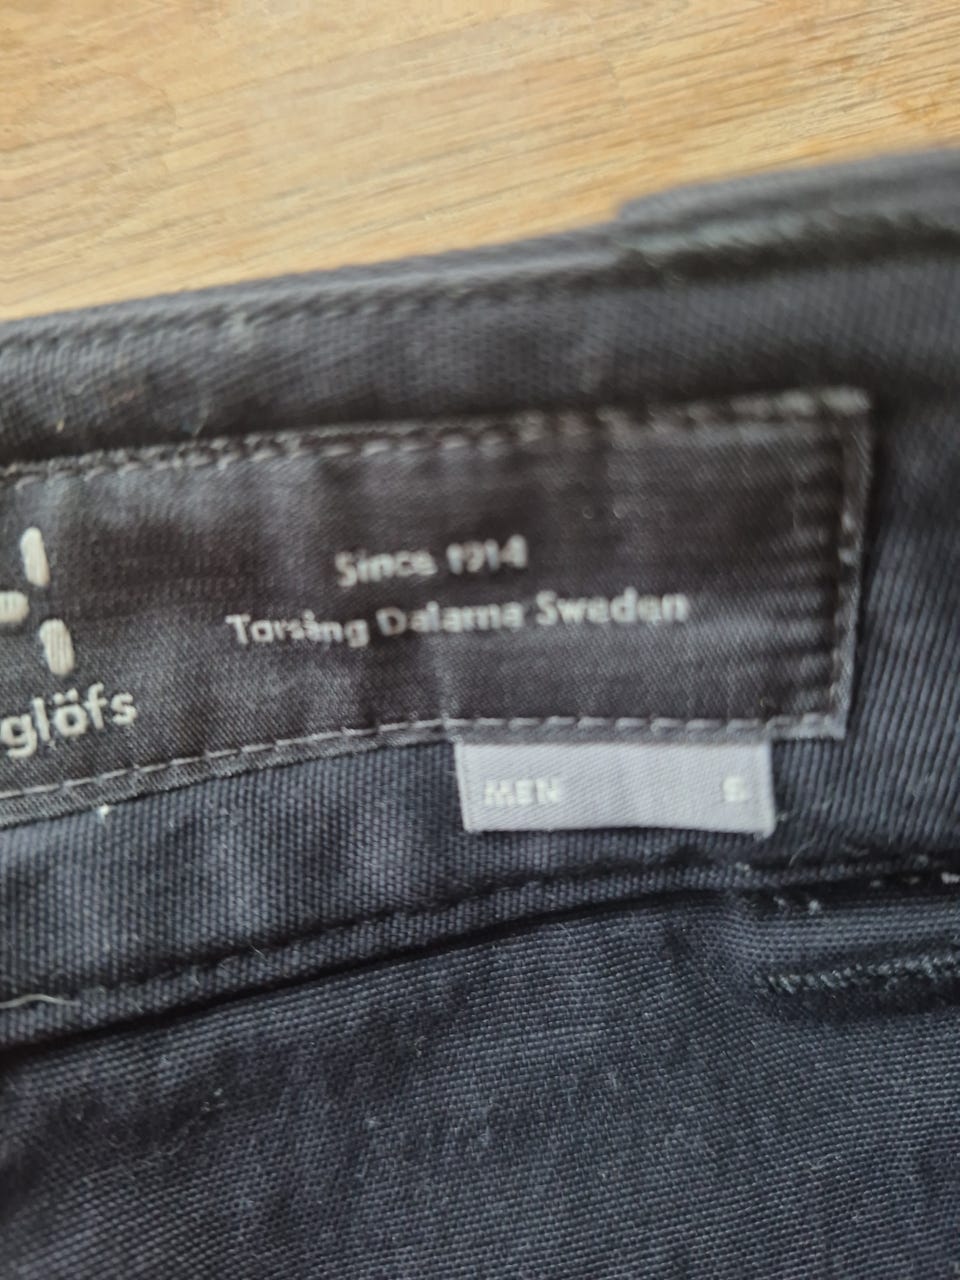 Since 1914
Torsång Dalarna Sweden
glöfs
MEN S